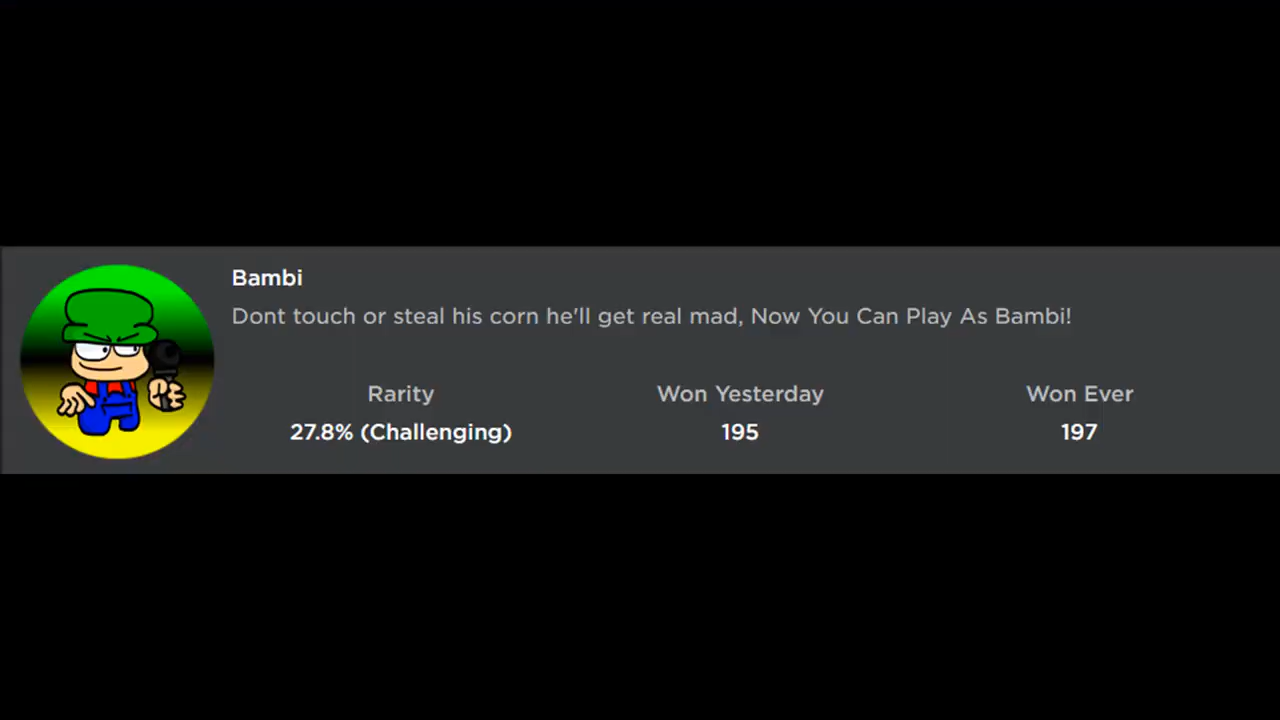 Bambi
Dont touch or steal his corn he'll get real mad, Now You Can Play As Bambi!
Rarity Won Yesterday Won Ever
27.8% (Challenging) 195 197